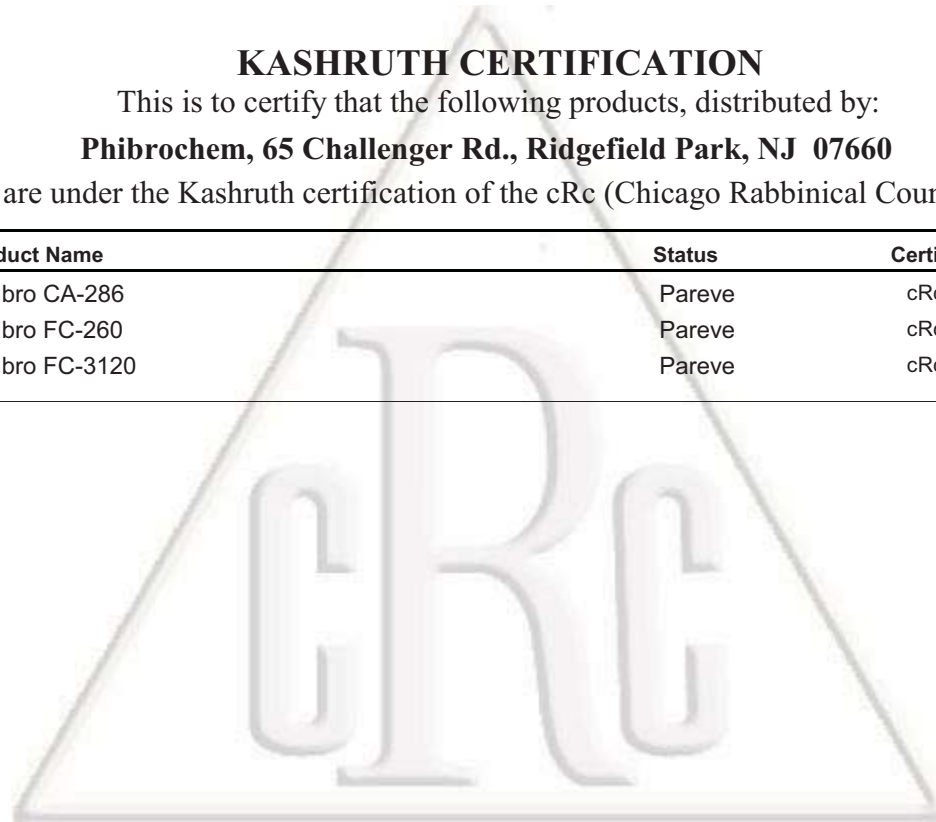 KASHRUTH CERTIFICATION
This is to certify that the following products, distributed by:
Phibrochem, 65 Challenger Rd., Ridgefield Park, NJ 07660
are under the Kashruth certification of the cRc (Chicago Rabbinical Coun
duct Name Status Certi
bro CA-286 Pareve cRc
bro FC-260 Pareve cRc
bro FC-3120 Pareve cRc
cRc